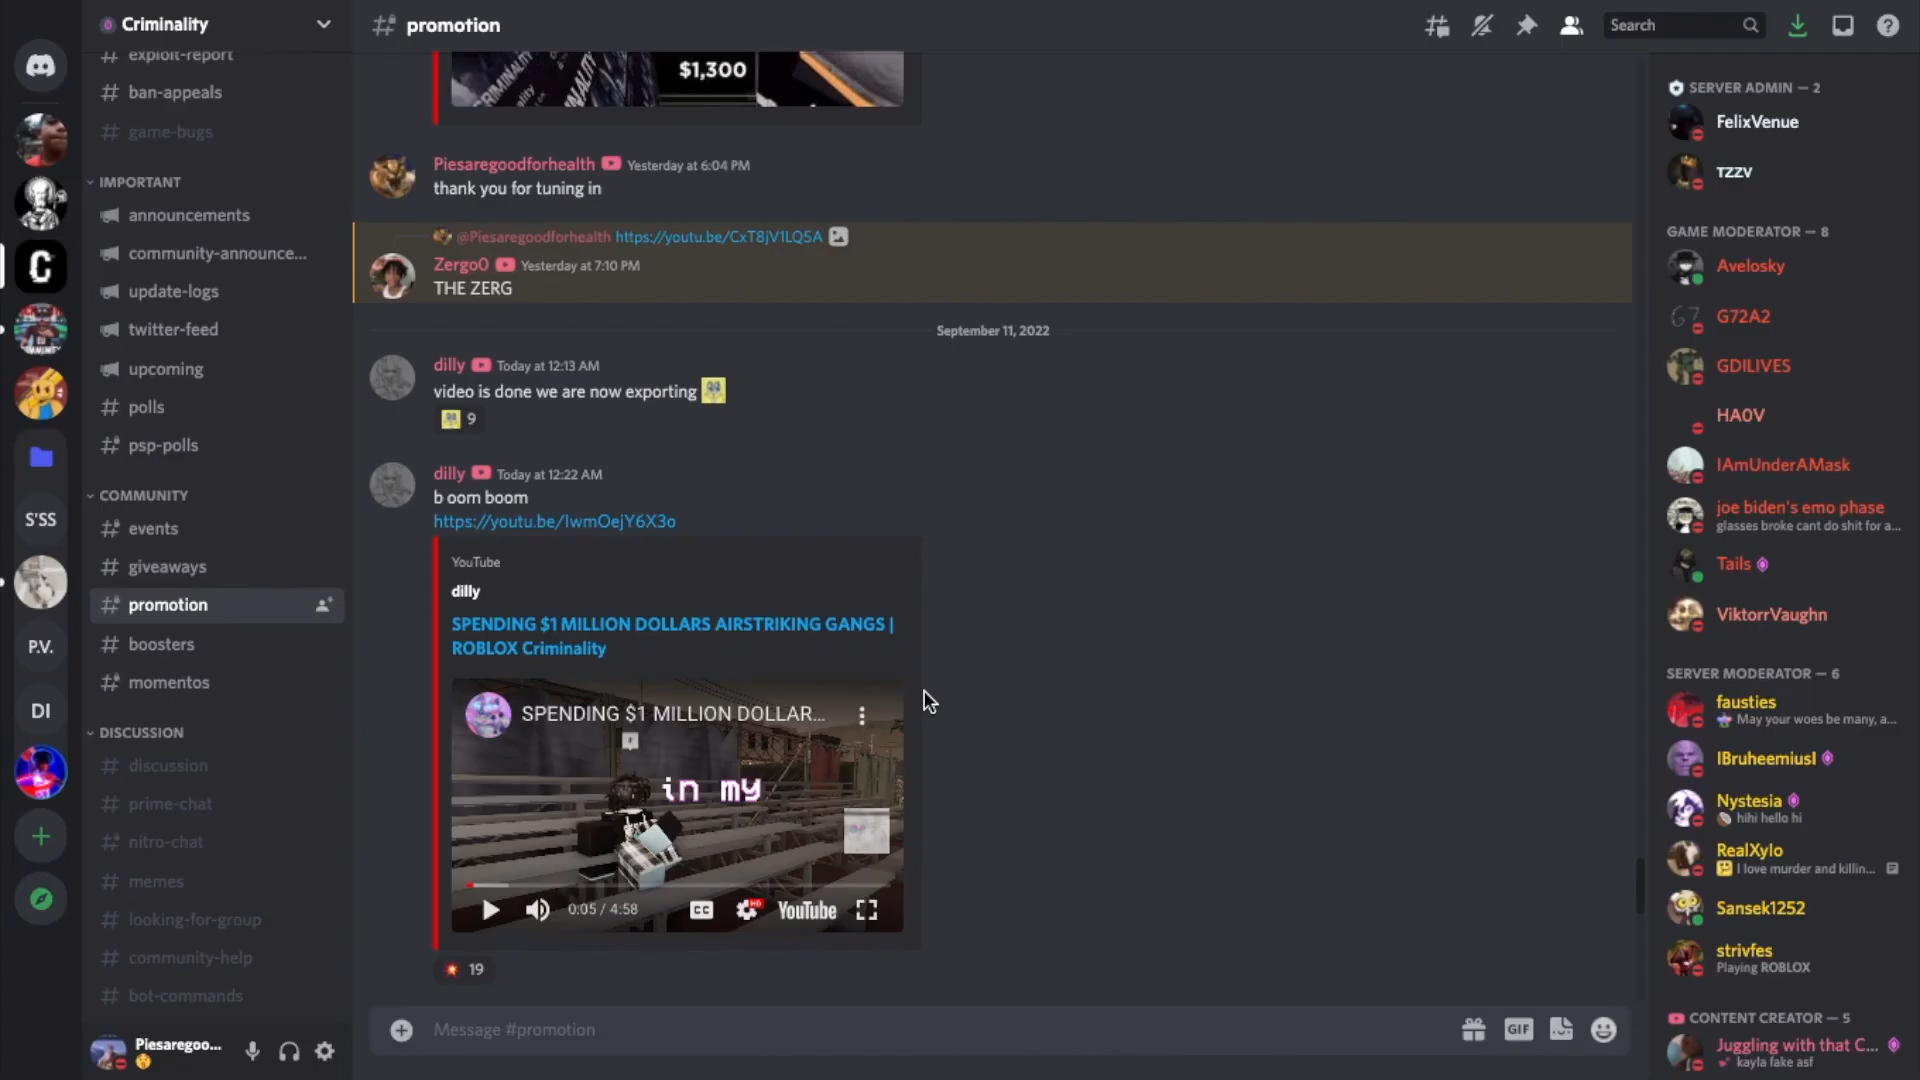 Criminality
exploit-report
ban-appeals
game-bugs
IMPORTANT
announcements
community-announce...
update-logs
twitter-feed
upcoming
polls
psp-polls
COMMUNITY
events
giveaways
promotion
boosters
momentos
DISCUSSION
discussion
prime-chat
nitro-chat
memes
looking-for-group
community-help
bot-commands
S'SS
P.V.
DI
Piesaregoo...
promotion
Search
CRIMINALITY
$1,300
Piesaregoodforhealth Yesterday at 6:04 PM
thank you for tuning in
@Piesaregoodforhealth https://youtu.be/CxT8jV1LQ5A
Zergo0 Yesterday at 7:10 PM
THE ZERG
September 11, 2022
dilly Today at 12:13 AM
video is done we are now exporting
9
dilly Today at 12:22 AM
b oom boom
https://youtu.be/IwmOejY6X3o
YouTube
dilly
SPENDING $1 MILLION DOLLARS AIRSTRIKING GANGS |
ROBLOX Criminality
SPENDING $1 MILLION DOLLAR...
in my
0:05 / 4:58
CC
HD
YouTube
19
Message #promotion
GIF
SERVER ADMIN — 2
FelixVenue
TZZV
GAME MODERATOR — 8
Avelosky
G72A2
GDILIVES
HA0V
IAmUnderAMask
joe biden's emo phase
glasses broke cant do shit for a...
Tails
ViktorrVaughn
SERVER MODERATOR — 6
fausties
May your woes be many, a...
IBruheemiusI
Nystesia
hihi hello hi
RealXylo
I love murder and killin...
Sansek1252
strivfes
Playing ROBLOX
CONTENT CREATOR — 5
Juggling with that C...
kayla fake asf